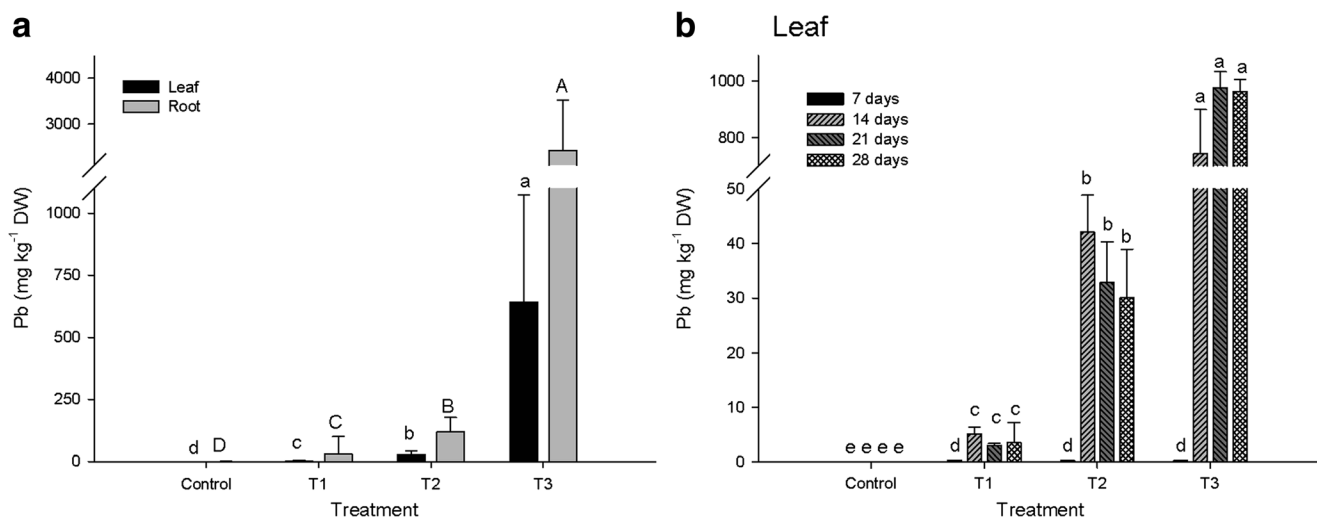 a
4000
3000
1000
750
500
250
0
Pb (mg kg-1 DW)
Leaf
Root
d D
c C
b B
a A
Control T1 T2 T3
Treatment
b Leaf
1000
800
50
40
30
20
10
0
Pb (mg kg-1 DW)
7 days
14 days
21 days
28 days
e e e e
d c c c
d b b b
d a a a
Control T1 T2 T3
Treatment